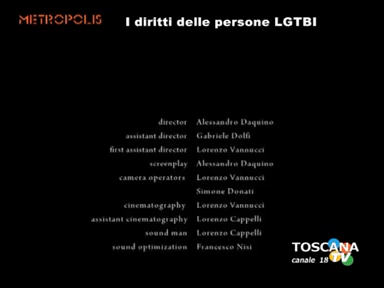 METROPOLIS
I diritti delle persone LGTBI
director Alessandro Daquino
assistant director Gabriele Dolfi
first assistant director Lorenzo Vannucci
screenplay Alessandro Daquino
camera operators Lorenzo Vannucci
Simone Donati
cinematography Lorenzo Vannucci
assistant cinematography Lorenzo Cappelli
sound man Lorenzo Cappelli
sound optimization Francesco Nisi
TOSCANA
TV
canale 18